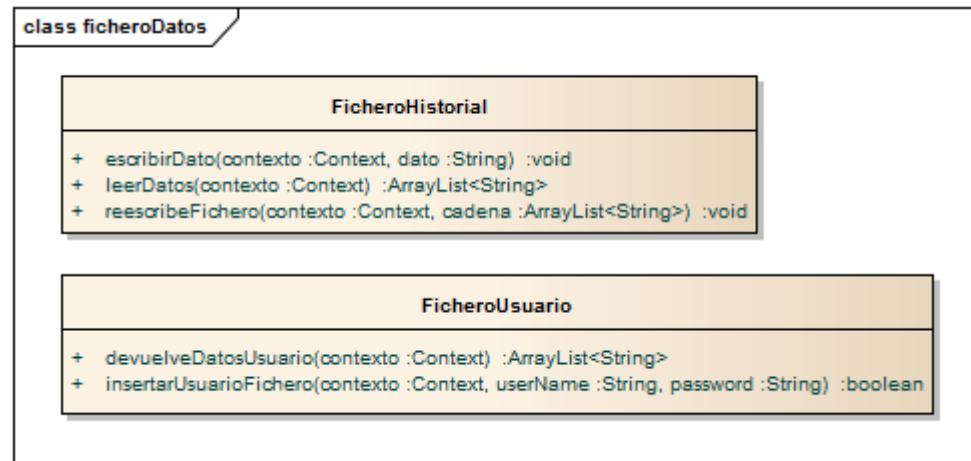 class ficheroDatos
FicheroHistorial
+ escribirDato(contexto :Context, dato :String) :void
+ leerDatos(contexto :Context) :ArrayList<String>
+ reescribeFichero(contexto :Context, cadena :ArrayList<String>) :void
FicheroUsuario
+ devuelveDatosUsuario(contexto :Context) :ArrayList<String>
+ insertarUsuarioFichero(contexto :Context, userName :String, password :String) :boolean